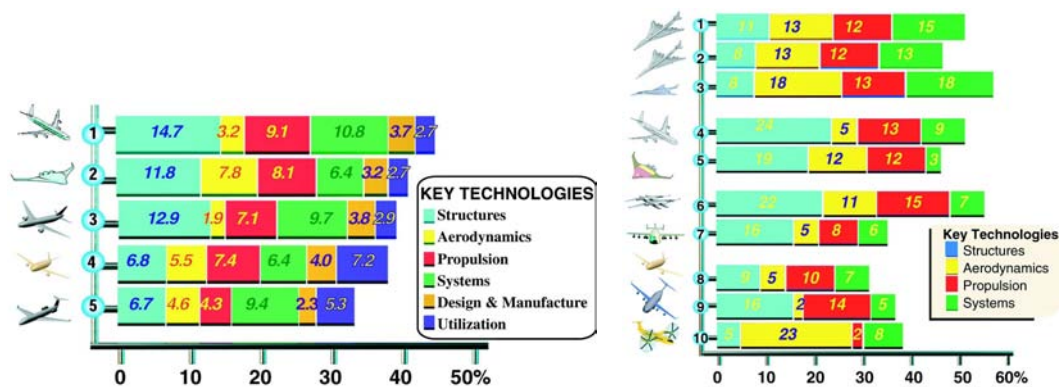 1 14.7 3.2 9.1 10.8 3.7 2.7
2 11.8 7.8 8.1 6.4 3.2 2.7
3 12.9 1.9 7.1 9.7 3.8 2.9
4 6.8 5.5 7.4 6.4 4.0 7.2
5 6.7 4.6 4.3 9.4 2.3 5.3
0 10 20 30 40 50%
KEY TECHNOLOGIES
Structures
Aerodynamics
Propulsion
Systems
Design & Manufacture
Utilization
1 11 13 12 15
2 8 13 12 13
3 8 18 13 18
4 24 5 13 9
5 19 12 12 3
6 22 11 15 7
7 16 5 8 6
8 9 5 10 7
9 16 2 14 5
10 5 23 2 8
0 10 20 30 40 50 60%
Key Technologies
Structures
Aerodynamics
Propulsion
Systems